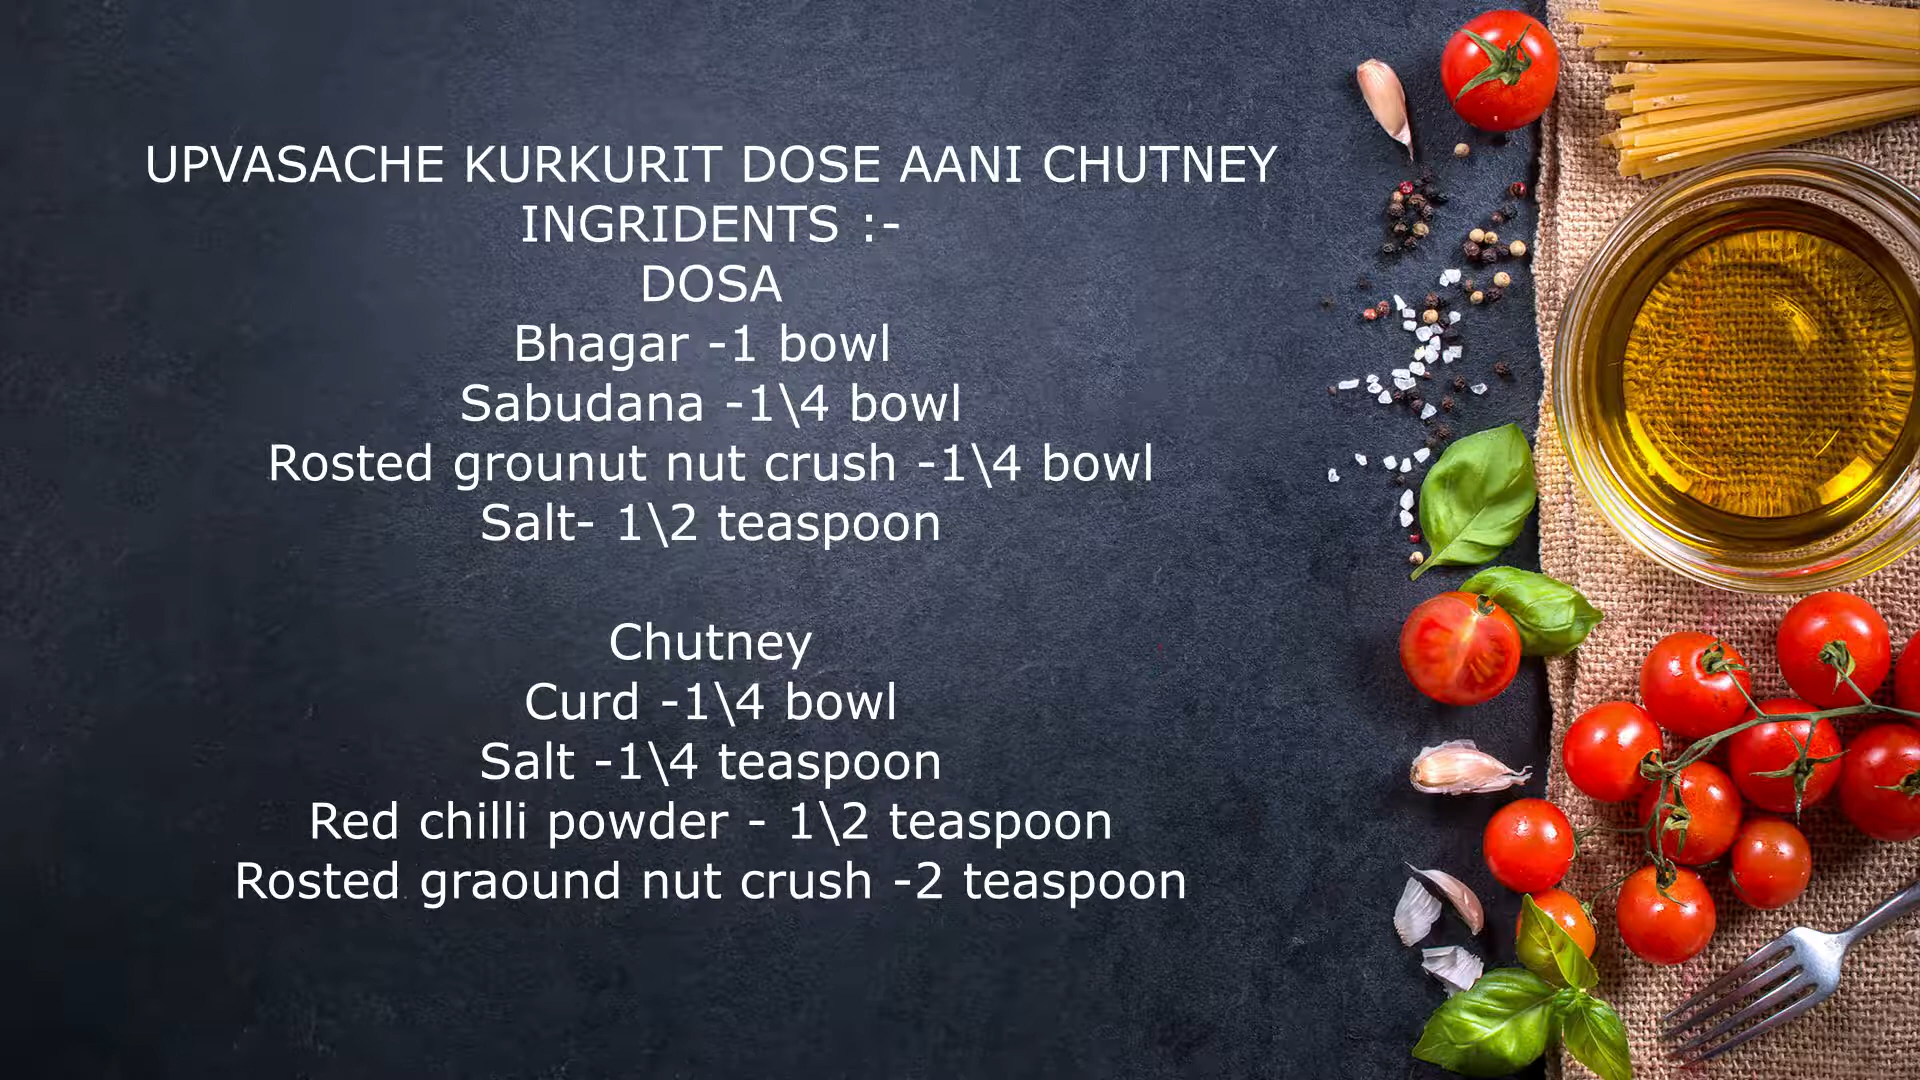 UPVASACHE KURKURIT DOSE AANI CHUTNEY
INGRIDENTS :-
DOSA
Bhagar -1 bowl
Sabudana -1\4 bowl
Rosted grounut nut crush -1\4 bowl
Salt- 1\2 teaspoon
Chutney
Curd -1\4 bowl
Salt -1\4 teaspoon
Red chilli powder - 1\2 teaspoon
Rosted graound nut crush -2 teaspoon